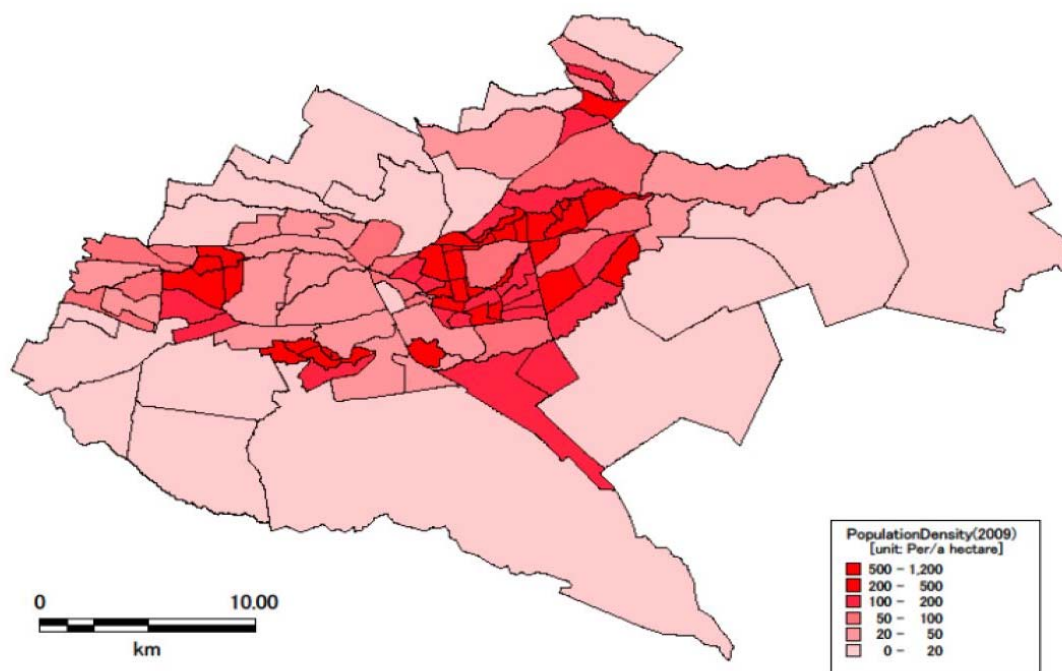 PopulationDensity(2009)
[unit: Per/a hectare]
500 - 1,200
200 - 500
100 - 200
50 - 100
20 - 50
0 - 20
0 10.00
km